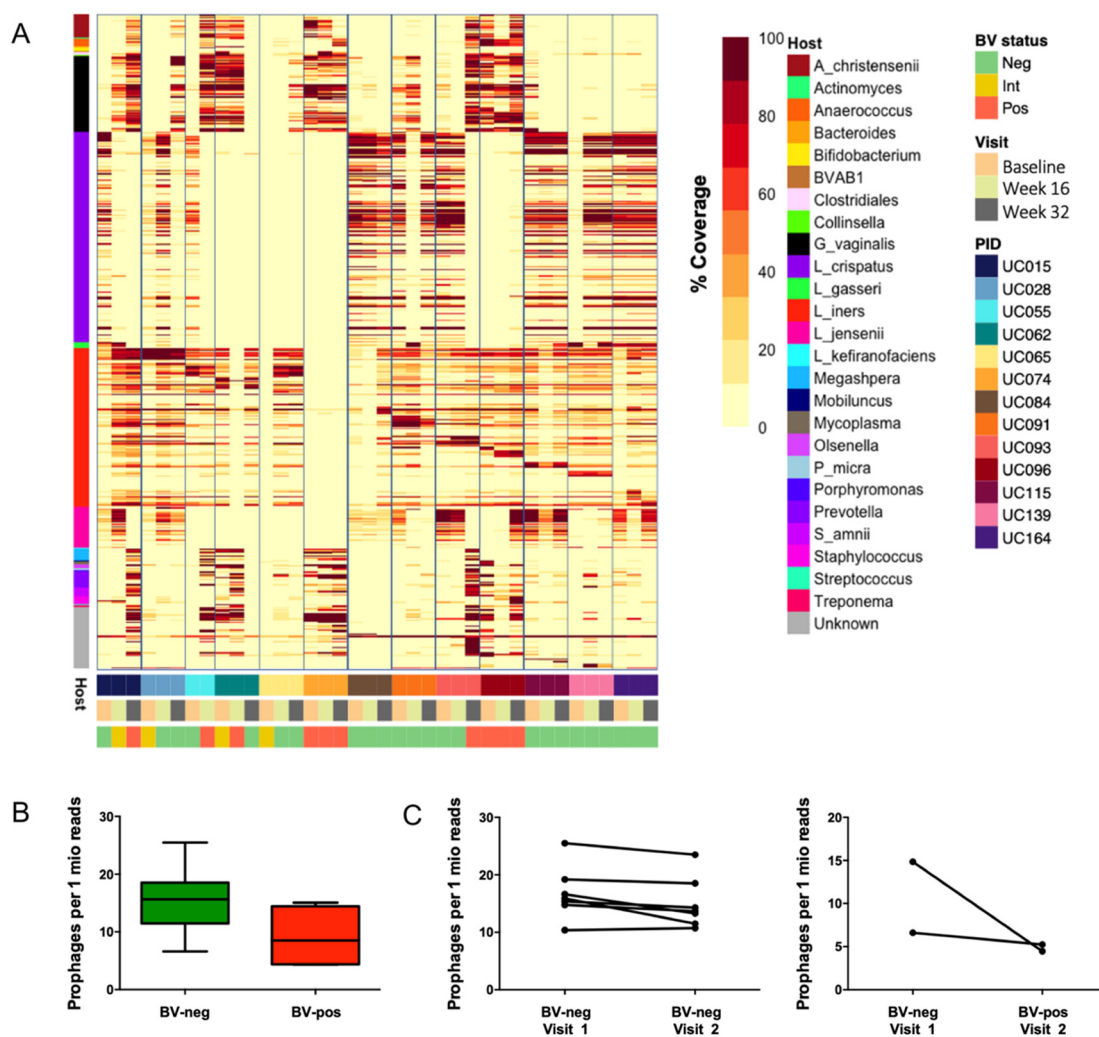 A
Host
% Coverage
100
80
60
40
20
0
Host
A_christensenii
Actinomyces
Anaerococcus
Bacteroides
Bifidobacterium
BVAB1
Clostridiales
Collinsella
G_vaginalis
L_crispatus
L_gasseri
L_iners
L_jensenii
L_kefiranofaciens
Megashpera
Mobiluncus
Mycoplasma
Olsenella
P_micra
Porphyromonas
Prevotella
S_amnii
Staphylococcus
Streptococcus
Treponema
Unknown
BV status
Neg
Int
Pos
Visit
Baseline
Week 16
Week 32
PID
UC015
UC028
UC055
UC062
UC065
UC074
UC084
UC091
UC093
UC096
UC115
UC139
UC164
B
Prophages per 1 mio reads
30
20
10
0
BV-neg
BV-pos
C
Prophages per 1 mio reads
30
20
10
0
BV-neg
Visit 1
BV-neg
Visit 2
Prophages per 1 mio reads
20
15
10
5
0
BV-neg
Visit 1
BV-pos
Visit 2